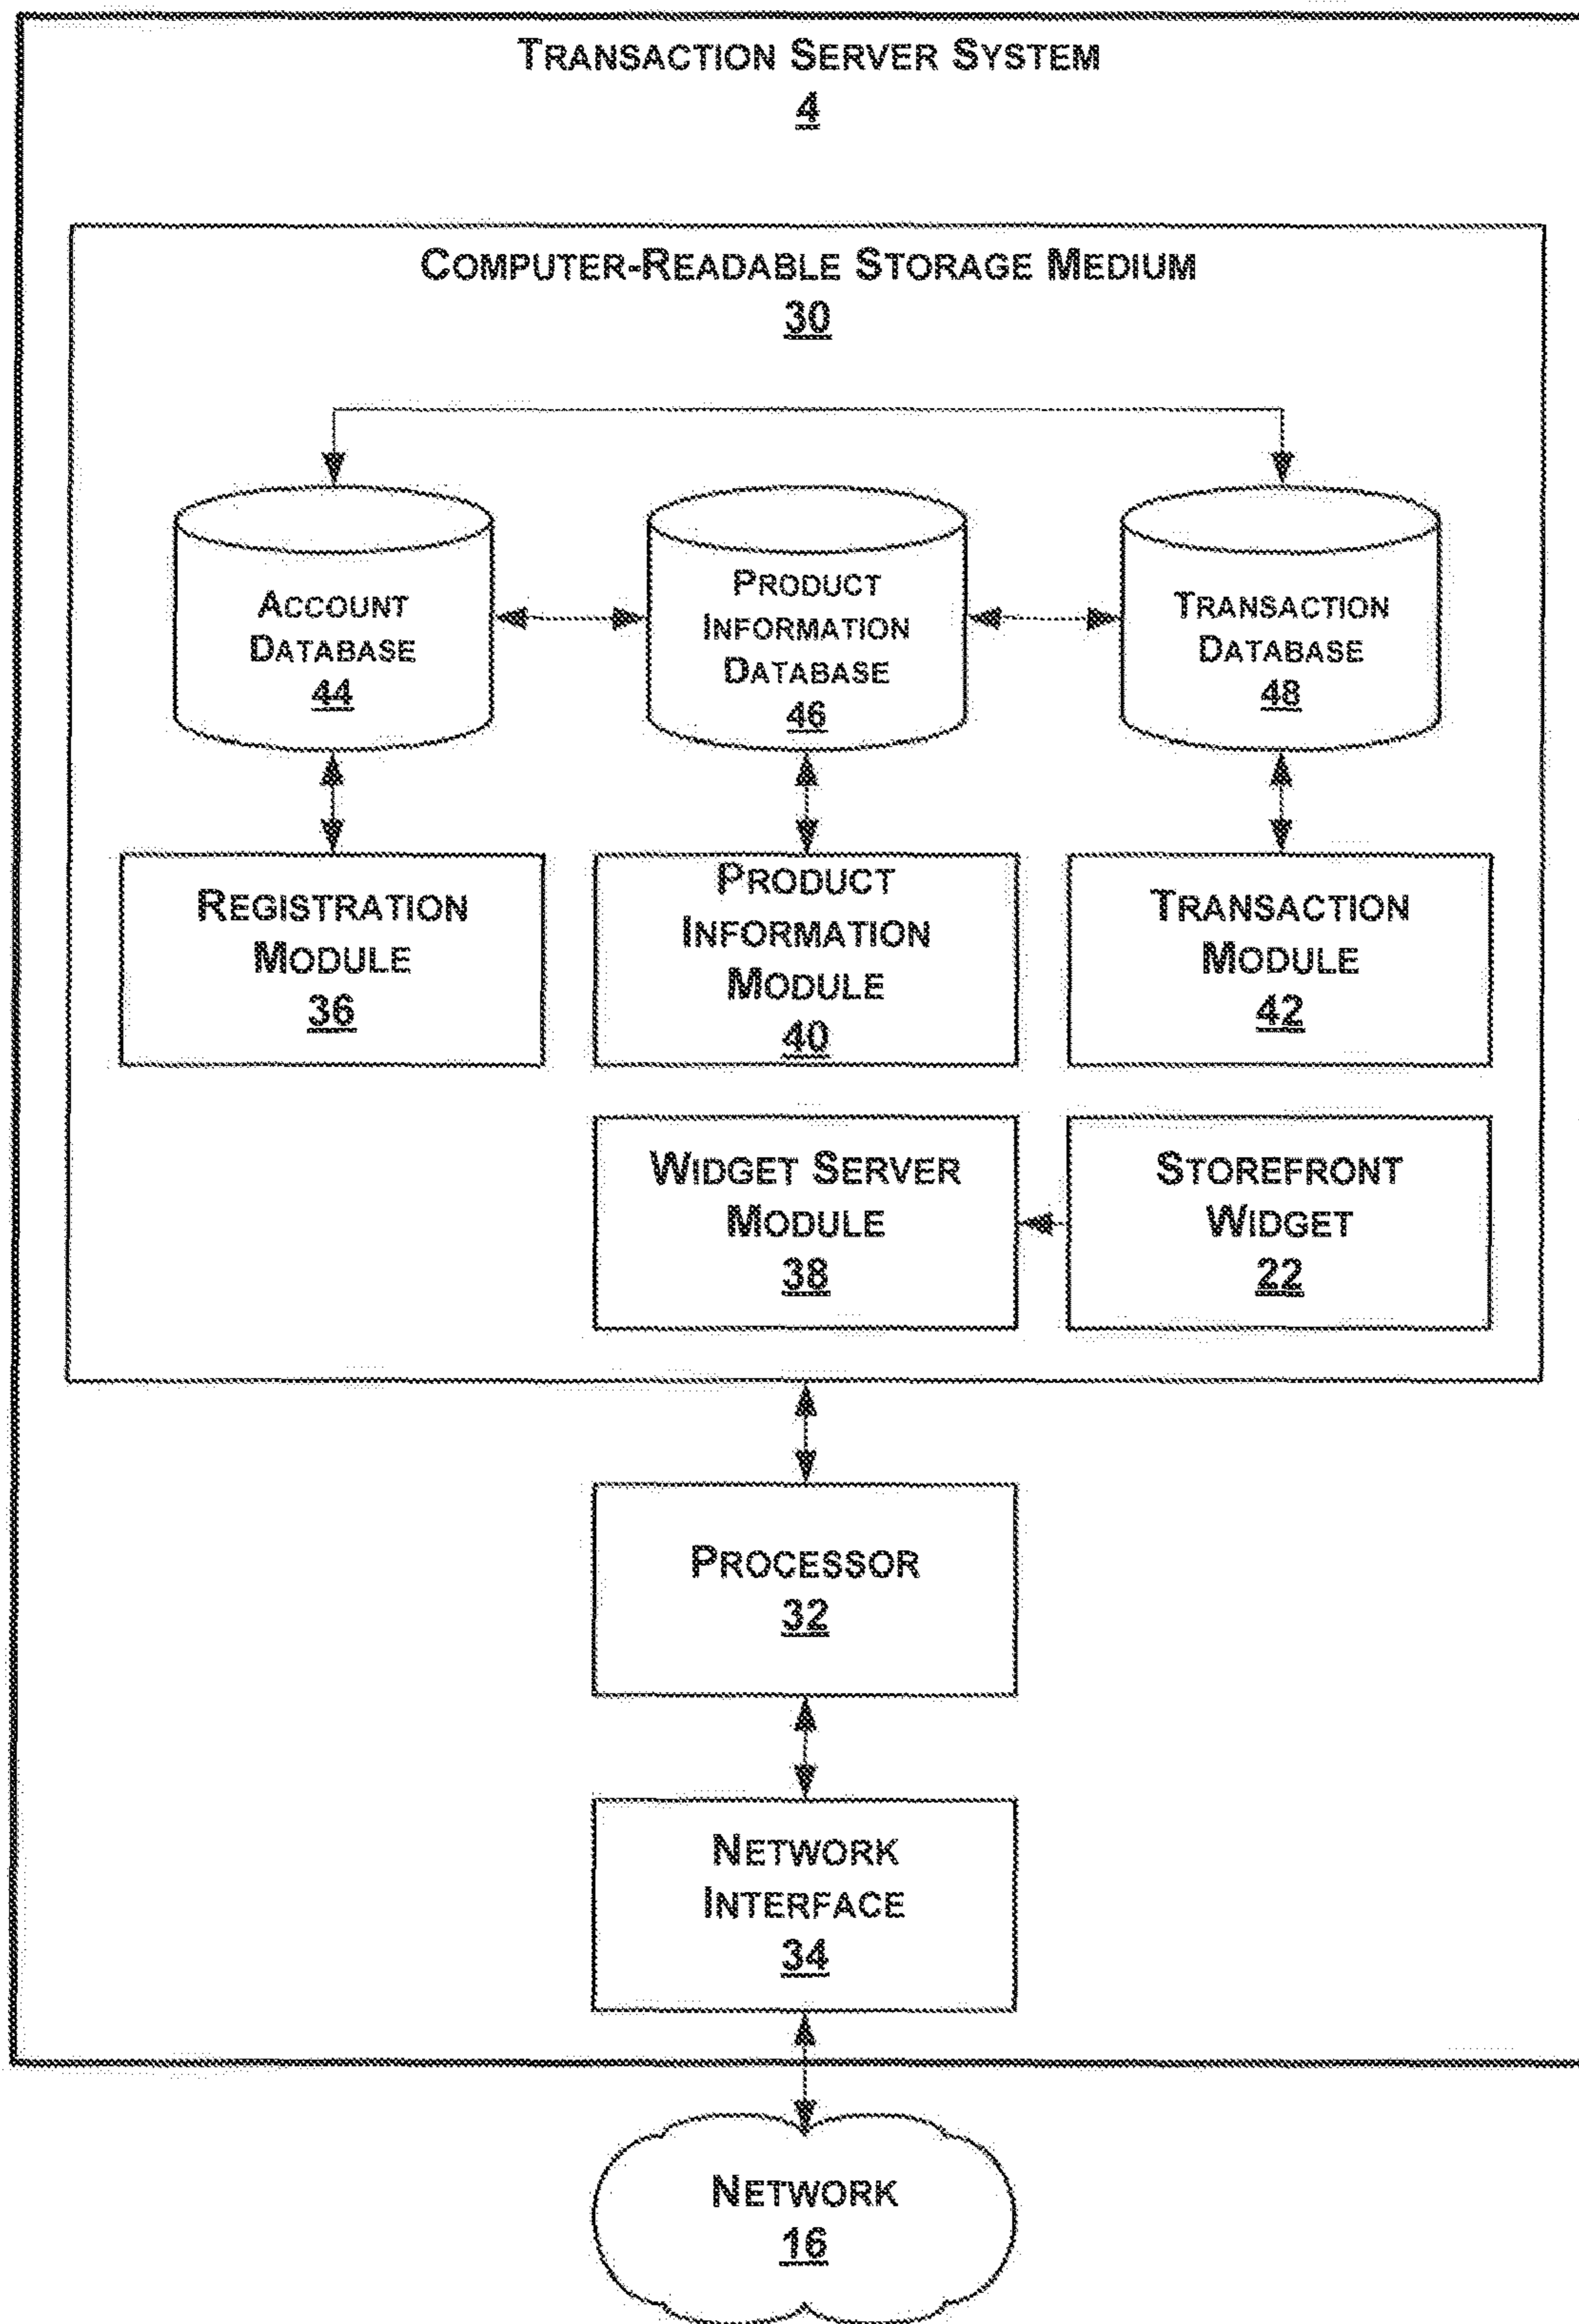 TRANSACTION SERVER SYSTEM
4
COMPUTER-READABLE STORAGE MEDIUM
30
ACCOUNT
DATABASE
44
PRODUCT
INFORMATION
DATABASE
46
TRANSACTION
DATABASE
48
REGISTRATION
MODULE
36
PRODUCT
INFORMATION
MODULE
40
TRANSACTION
MODULE
42
WIDGET SERVER
MODULE
38
STOREFRONT
WIDGET
22
PROCESSOR
32
NETWORK
INTERFACE
34
NETWORK
16